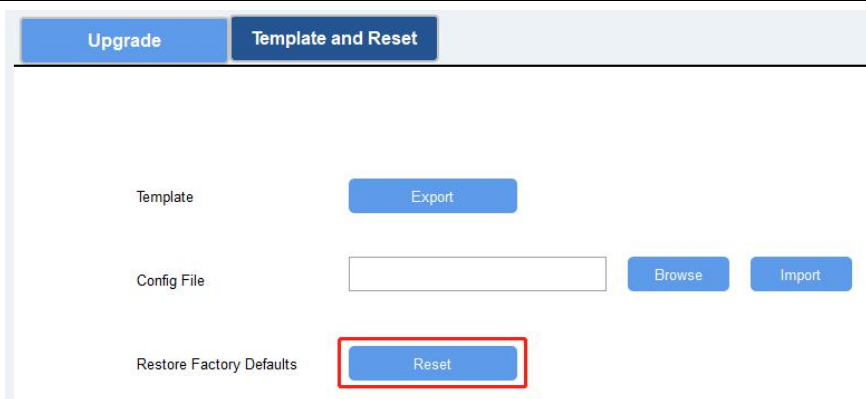 Upgrade Template and Reset
Template Export
Config File Browse Import
Restore Factory Defaults Reset